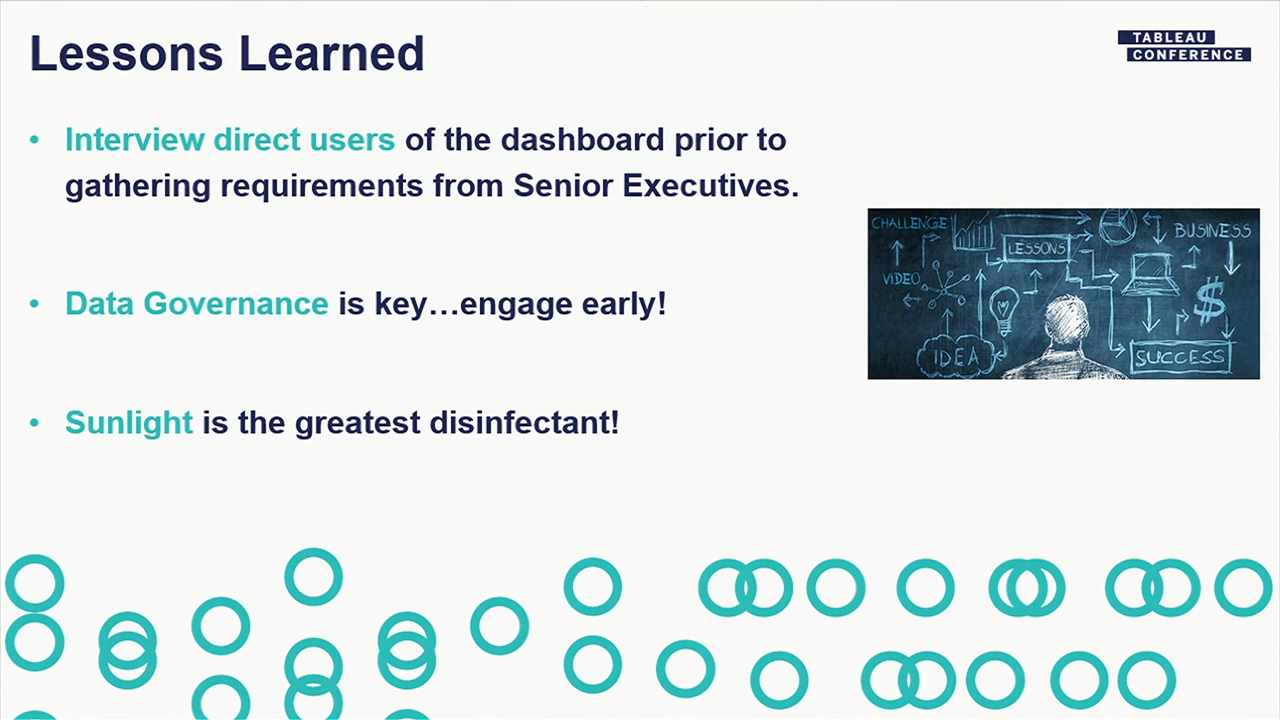 Lessons Learned
TABLEAU
CONFERENCE
• Interview direct users of the dashboard prior to
gathering requirements from Senior Executives.
• Data Governance is key…engage early!
• Sunlight is the greatest disinfectant!
CHALLENGE
LESSONS
BUSINESS
VIDEO
$
IDEA
SUCCESS